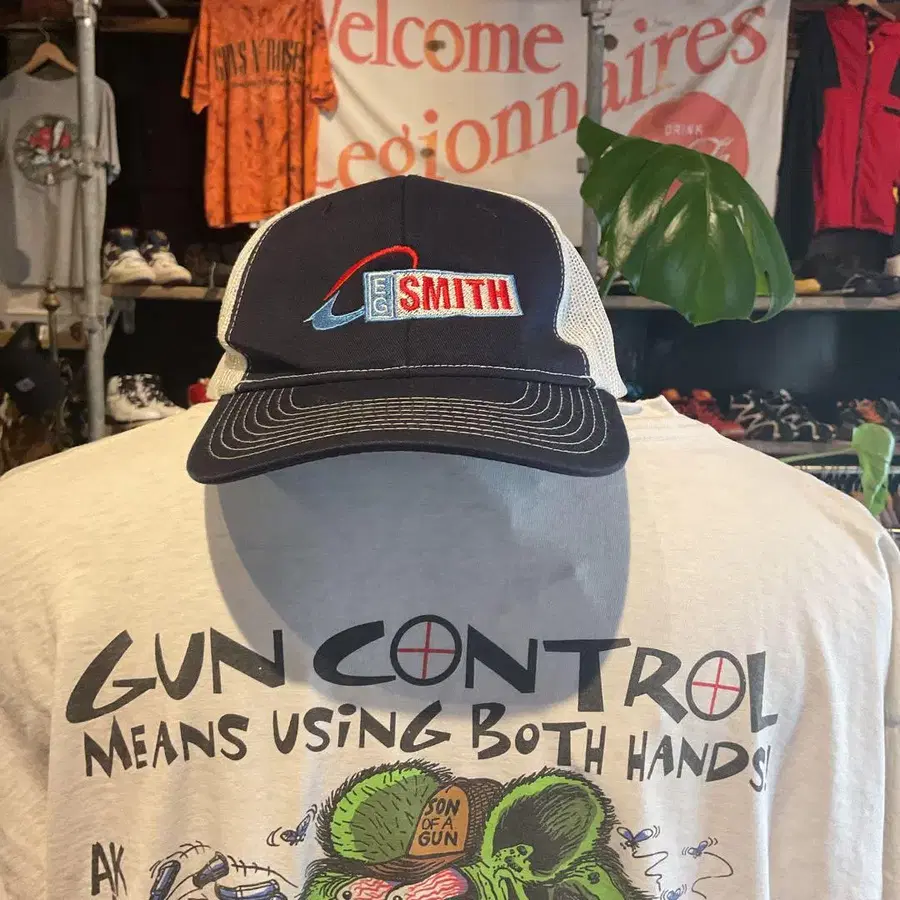 Welcome
Legionnaires
DRINK
GUNS N' ROSES
EG SMITH
GUN CONTROL
MEANS USiNG BOTH HANDS!
SON
OF A
GUN
AK